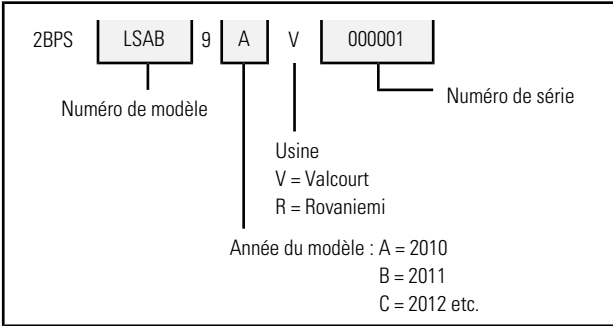 2BPS LSAB 9 A V 000001
Numéro de modèle
Numéro de série
Usine
V = Valcourt
R = Rovaniemi
Année du modèle : A = 2010
B = 2011
C = 2012 etc.